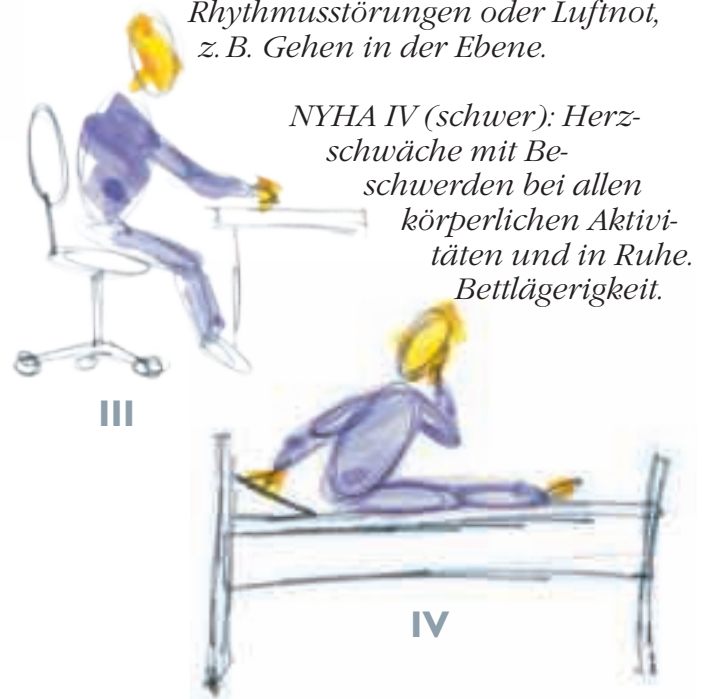 Rhythmusstörungen oder Luftnot,
z. B. Gehen in der Ebene.
NYHA IV (schwer): Herz-
schwäche mit Be-
schwerden bei allen
körperlichen Aktivi-
täten und in Ruhe.
Bettlägerigkeit.
III
IV